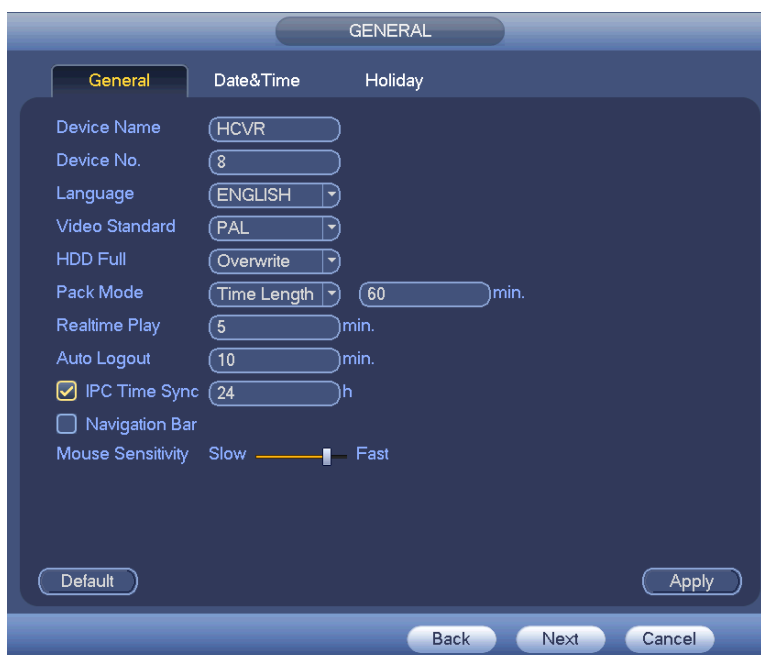 GENERAL
General Date&Time Holiday
Device Name HCVR
Device No. 8
Language ENGLISH
Video Standard PAL
HDD Full Overwrite
Pack Mode Time Length 60 min.
Realtime Play 5 min.
Auto Logout 10 min.
IPC Time Sync 24 h
Navigation Bar
Mouse Sensitivity Slow Fast
Default Apply
Back Next Cancel